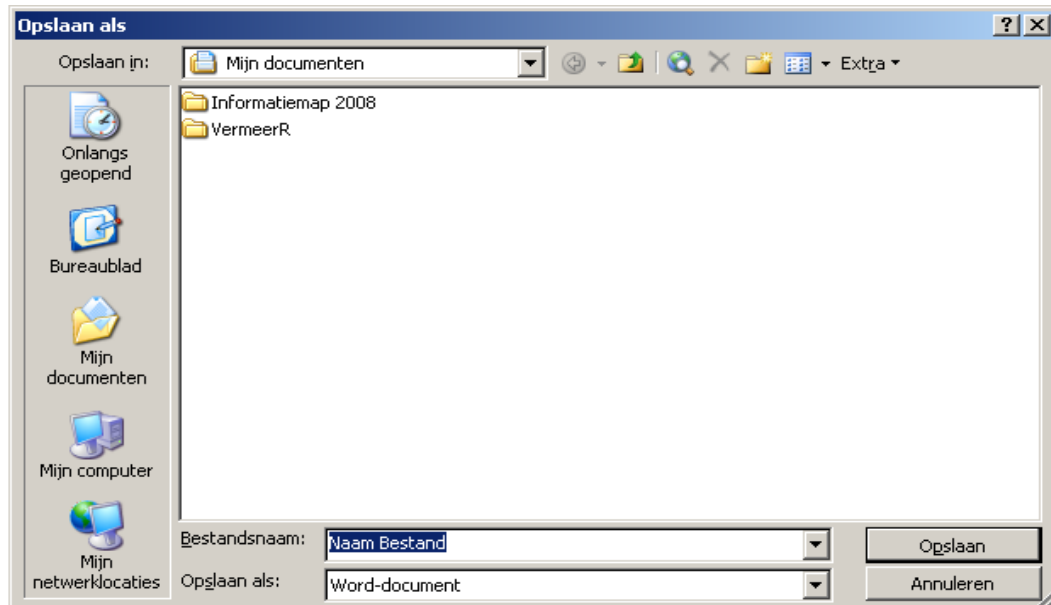 Opslaan als
Opslaan in:
Mijn documenten
Extra
Informatiemap 2008
VermeerR
Onlangs
geopend
Bureaublad
Mijn
documenten
Mijn computer
Mijn
netwerklocaties
Bestandsnaam:
Naam Bestand
Opslaan
Opslaan als:
Word-document
Annuleren